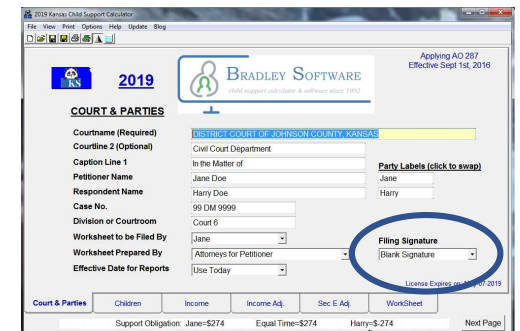 2019 Kansas Child Support Calculator
File View Print Options Help Update Blog
KS
2019
BRADLEY SOFTWARE
child support calculator & software since 1992
Applying AO 287
Effective Sept 1st, 2016
COURT & PARTIES
Courtname (Required) DISTRICT COURT OF JOHNSON COUNTY, KANSAS
Courtline 2 (Optional) Civil Court Department
Caption Line 1 In the Matter of Party Labels (click to swap)
Petitioner Name Jane Doe Jane
Respondent Name Harry Doe Harry
Case No. 99 DM 9999
Division or Courtroom Court 6
Worksheet to be Filed By Jane Filing Signature
Worksheet Prepared By Attorneys for Petitioner Blank Signature
Effective Date for Reports Use Today
License Expires on: May-07-2019
Court & Parties Children Income Income Adj. Sec E Adj. WorkSheet
Support Obligation: Jane=$274 Equal Time=$274 Harry=$-274 Next Page